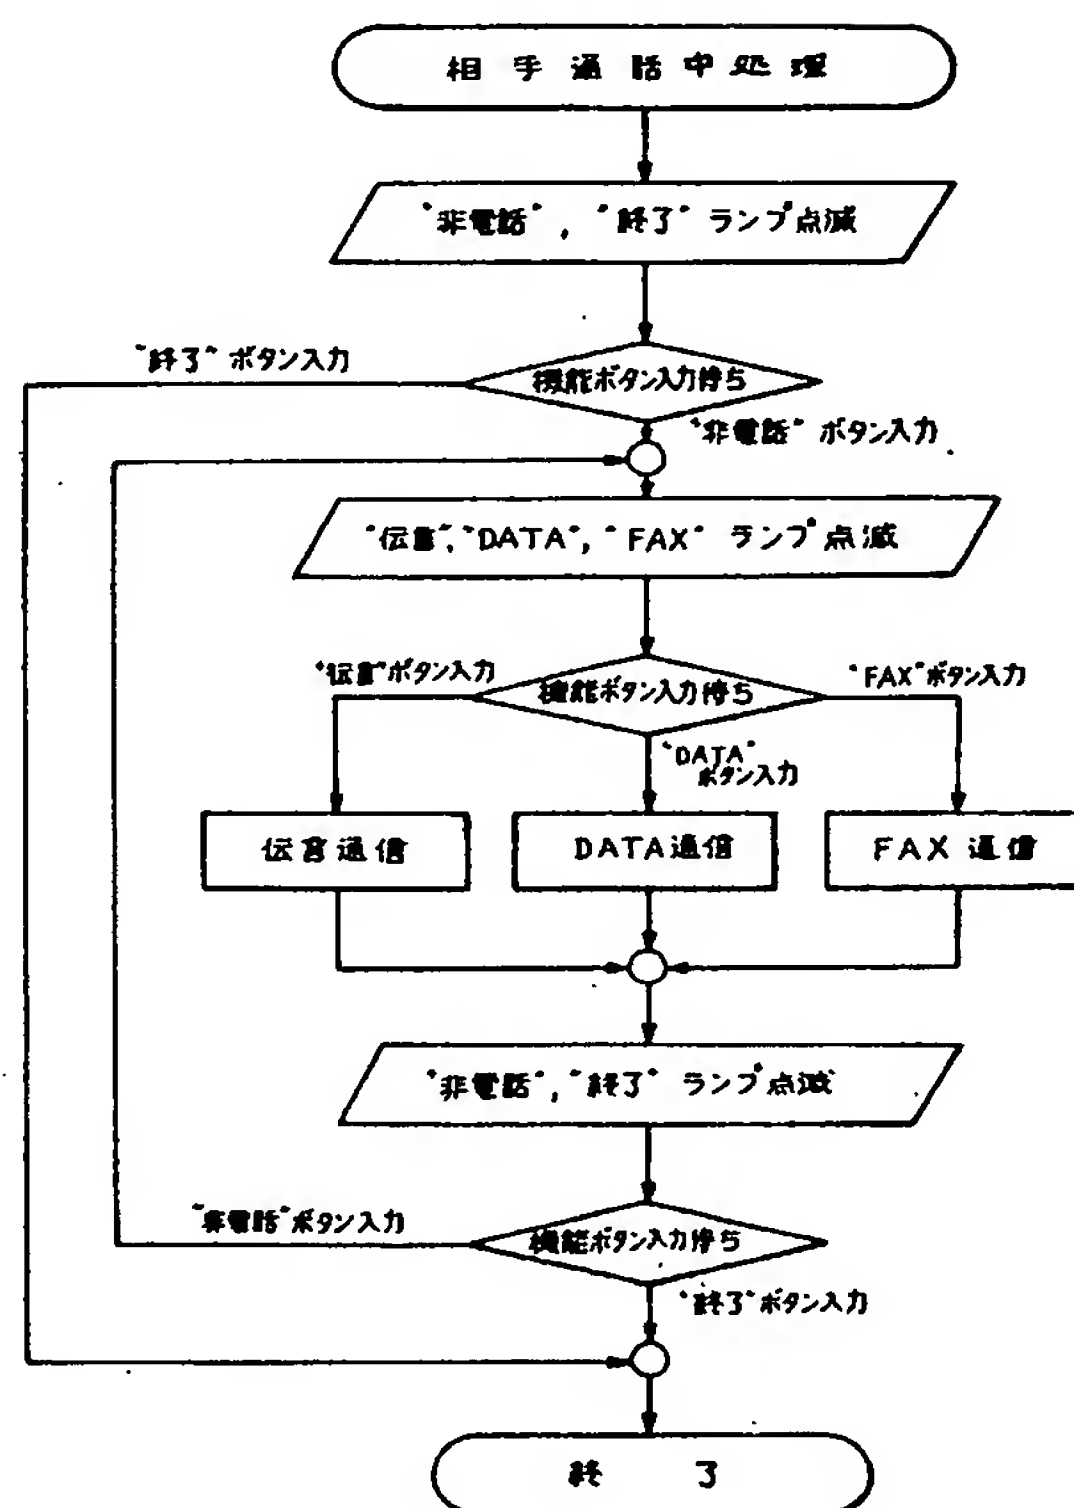 相手通話中処理
"非電話", "終了" ランプ点滅
"終了" ボタン入力
機能ボタン入力待ち
"非電話" ボタン入力
"伝言", "DATA", "FAX" ランプ点滅
"伝言"ボタン入力
機能ボタン入力待ち
"FAX"ボタン入力
"DATA"
ボタン入力
伝言通信
DATA通信
FAX 通信
"非電話", "終了" ランプ点滅
"非電話"ボタン入力
機能ボタン入力待ち
"終了"ボタン入力
終 了